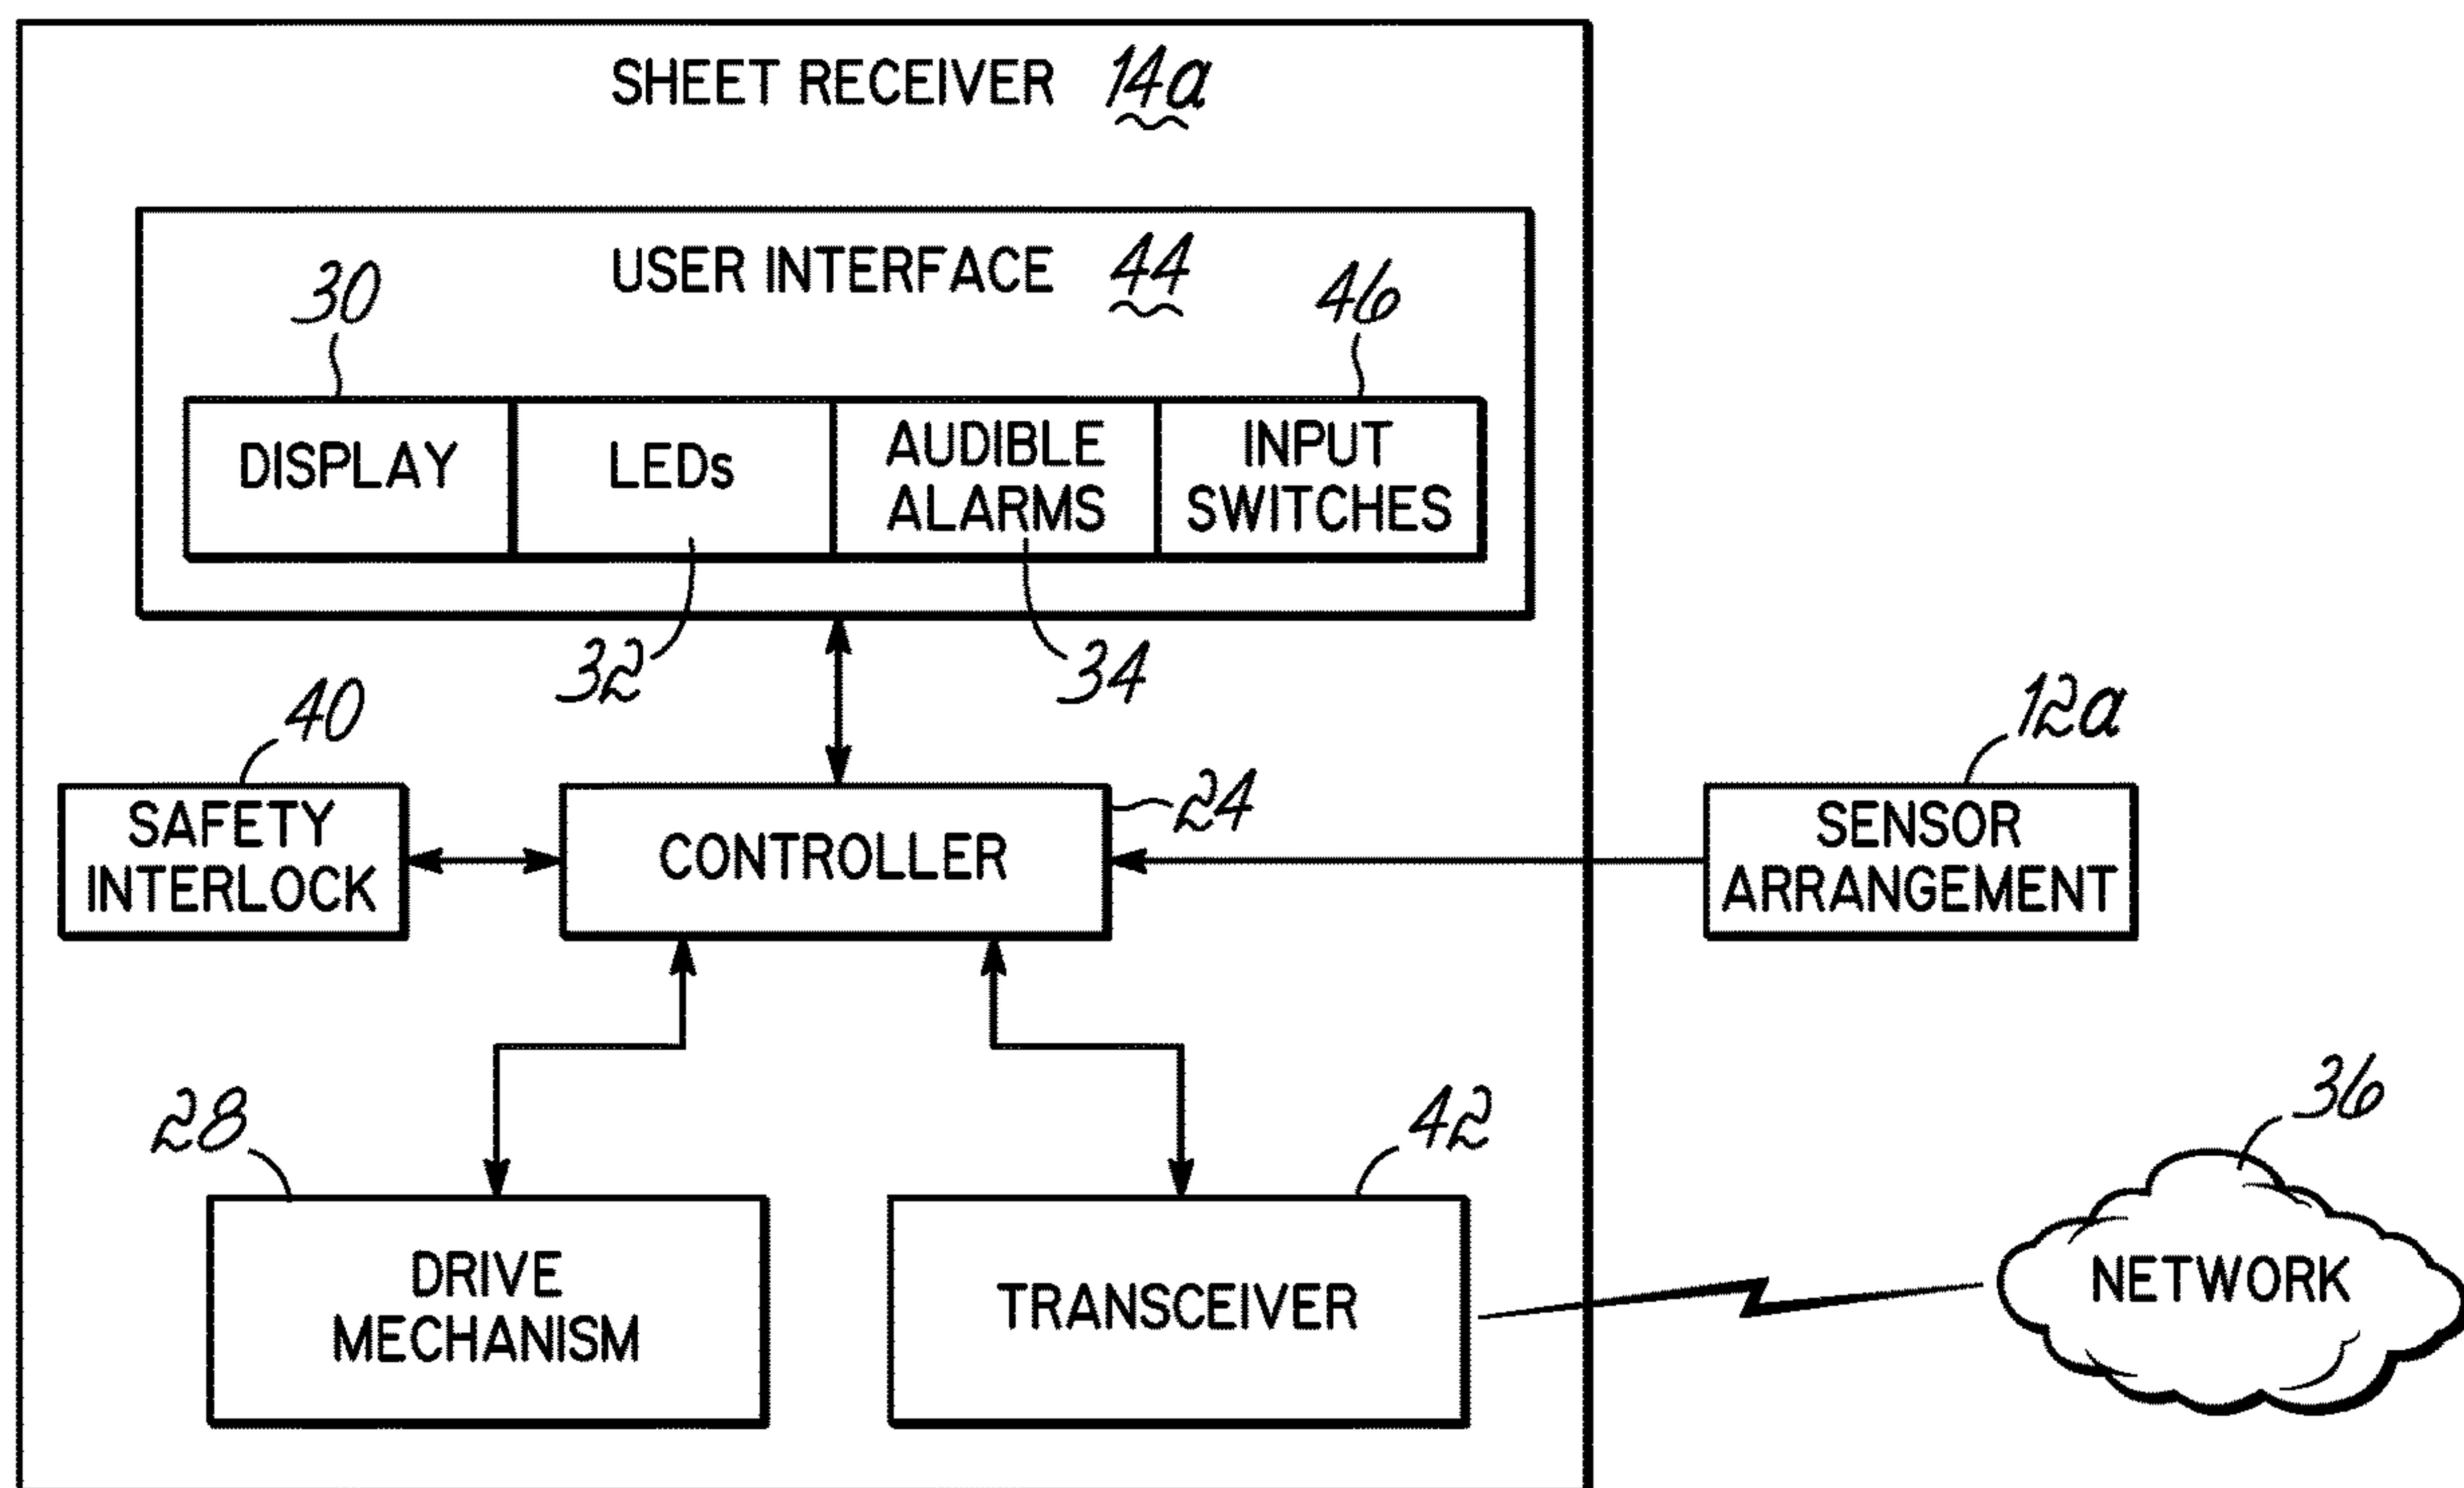 SHEET RECEIVER 14a
USER INTERFACE 44
30
46
DISPLAY
LEDs
AUDIBLE
ALARMS
INPUT
SWITCHES
32
34
40
12a
SAFETY
INTERLOCK
CONTROLLER
24
SENSOR
ARRANGEMENT
28
42
36
DRIVE
MECHANISM
TRANSCEIVER
NETWORK